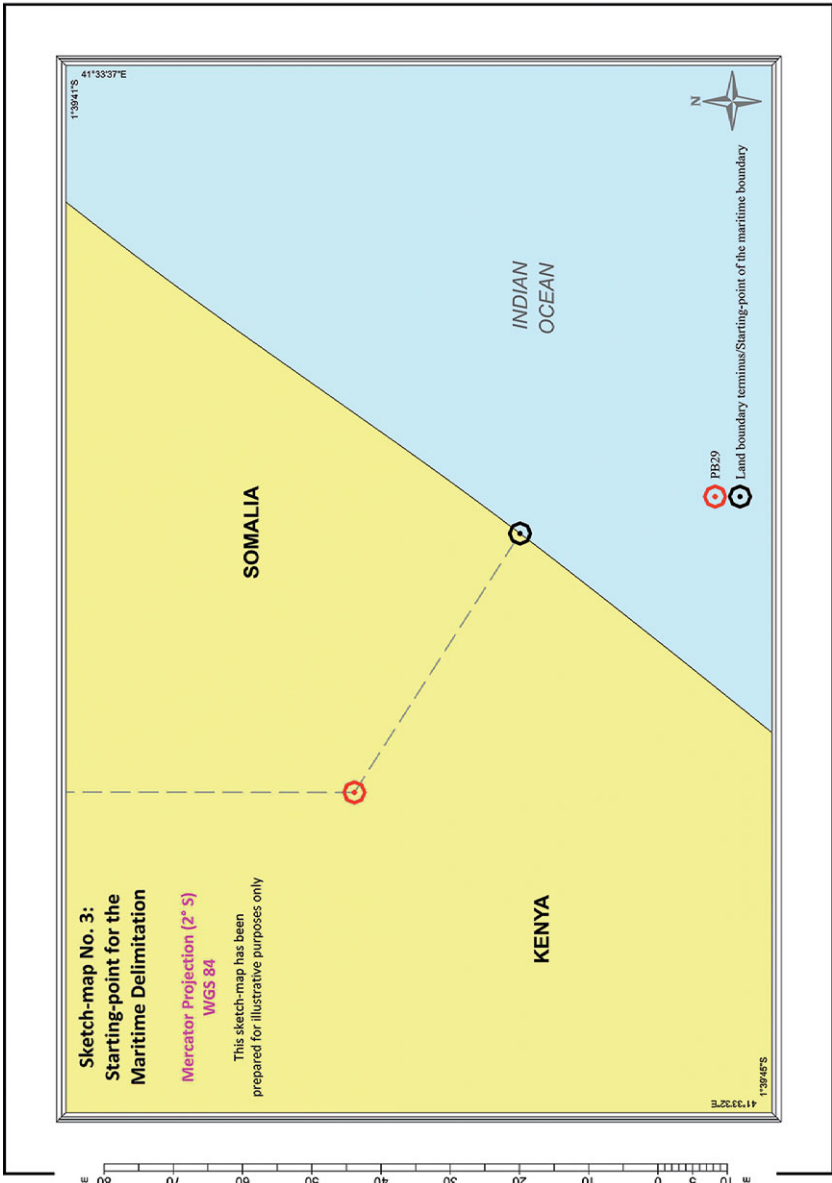 Sketch-map No. 3:
Starting-point for the
Maritime Delimitation
Mercator Projection (2° S)
WGS 84
This sketch-map has been
prepared for illustrative purposes only
41°33'37"E
1°39'41"S
SOMALIA
KENYA
INDIAN
OCEAN
N
PB29
Land boundary terminus/Starting-point of the maritime boundary
41°33'32"E
1°39'45"S
10 5 0 10 20 30 40 50 60 70 80